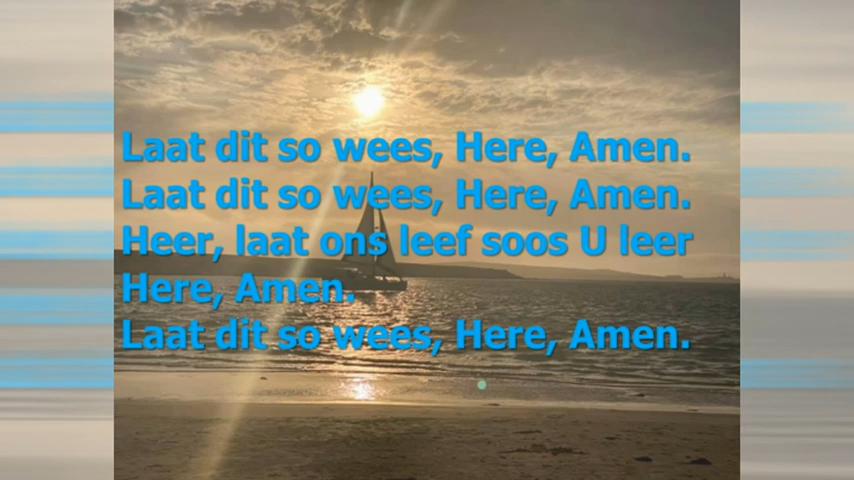 Laat dit so wees, Here, Amen.
Laat dit so wees, Here, Amen.
Heer, laat ons leef soos U leer
Here, Amen.
Laat dit so wees, Here, Amen.